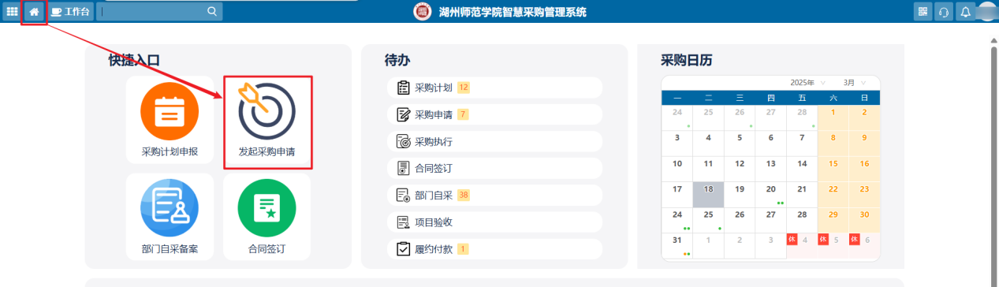 工作台
湖州师范学院智慧采购管理系统
快捷入口
采购计划申报
发起采购申请
部门自采备案
合同签订
待办
采购计划 12
采购申请 7
采购执行
合同签订
部门自采 38
项目验收
履约付款 1
采购日历
2025年 3月
一 二 三 四 五 六 日
24 25 26 27 28 1 2
3 4 5 6 7 8 9
10 11 12 13 14 15 16
17 18 19 20 21 22 23
24 25 26 27 28 29 30
31 1 2 3 休 4 休 5 休 6